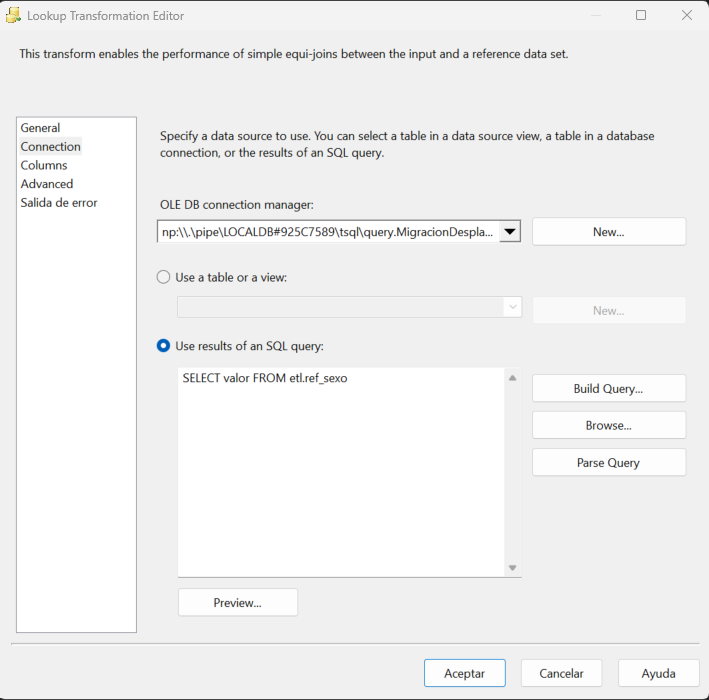 Lookup Transformation Editor
This transform enables the performance of simple equi-joins between the input and a reference data set.
General
Connection
Columns
Advanced
Salida de error
Specify a data source to use. You can select a table in a data source view, a table in a database
connection, or the results of an SQL query.
OLE DB connection manager:
np:\\.\pipe\LOCALDB#925C7589\tsql\query.MigracionDespla...
New...
Use a table or a view:
New...
Use results of an SQL query:
SELECT valor FROM etl.ref_sexo
Build Query...
Browse...
Parse Query
Preview...
Aceptar
Cancelar
Ayuda